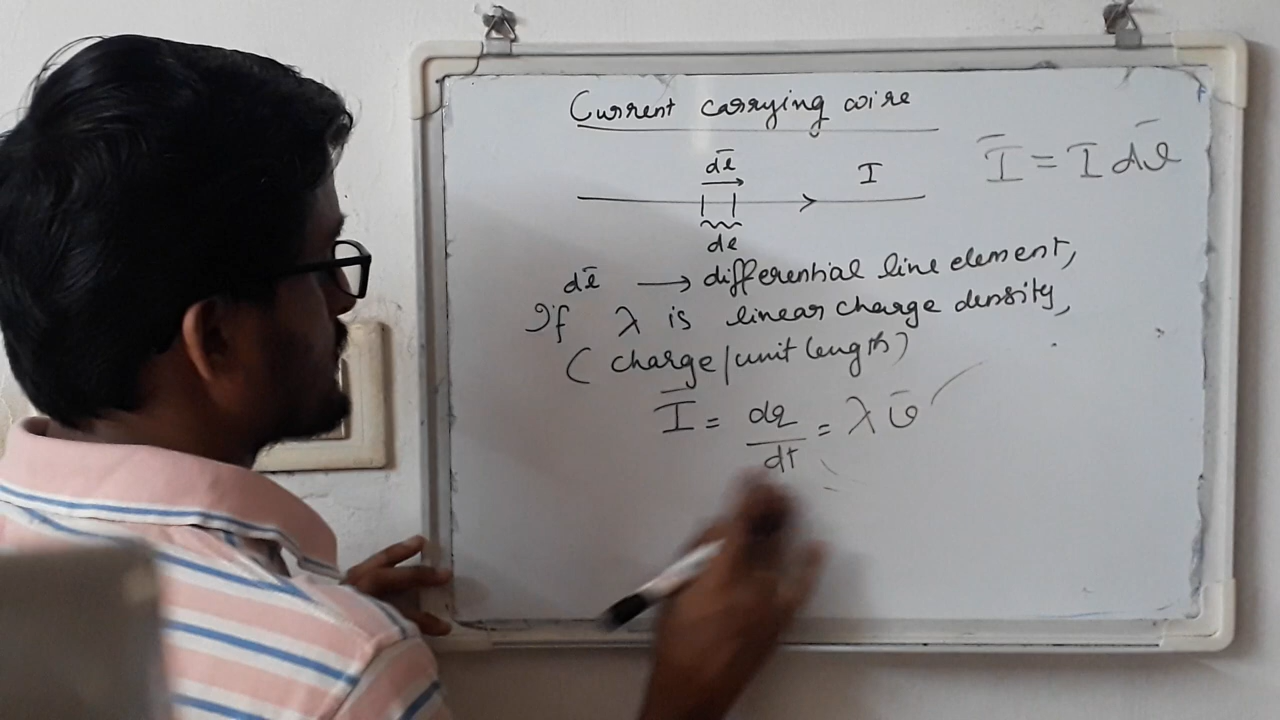 Current carrying wire
dl̄ I
Ī = I dl̄
dl
dl̄ → differential line element,
If λ is linear charge density,
( charge/unit length)
Ī = dq/dt = λ v̄